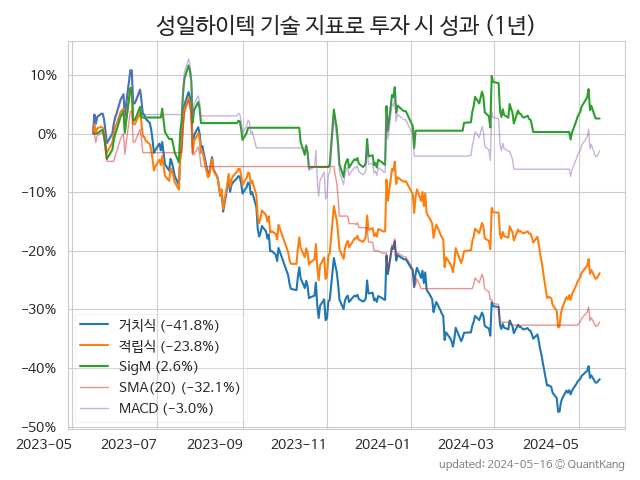 성일하이텍 기술 지표로 투자 시 성과 (1년)
10%
0%
−10%
−20%
−30%
−40%
−50%
거치식 (−41.8%)
적립식 (−23.8%)
SigM (2.6%)
SMA(20) (−32.1%)
MACD (−3.0%)
2023-05
2023-07
2023-09
2023-11
2024-01
2024-03
2024-05
updated: 2024-05-16 © QuantKang